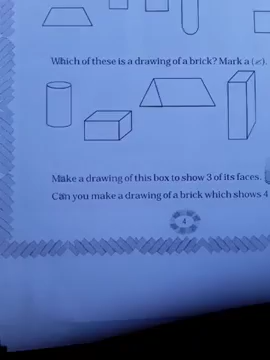 Which of these is a drawing of a brick? Mark a (✓).
Make a drawing of this box to show 3 of its faces.
Can you make a drawing of a brick which shows 4
4